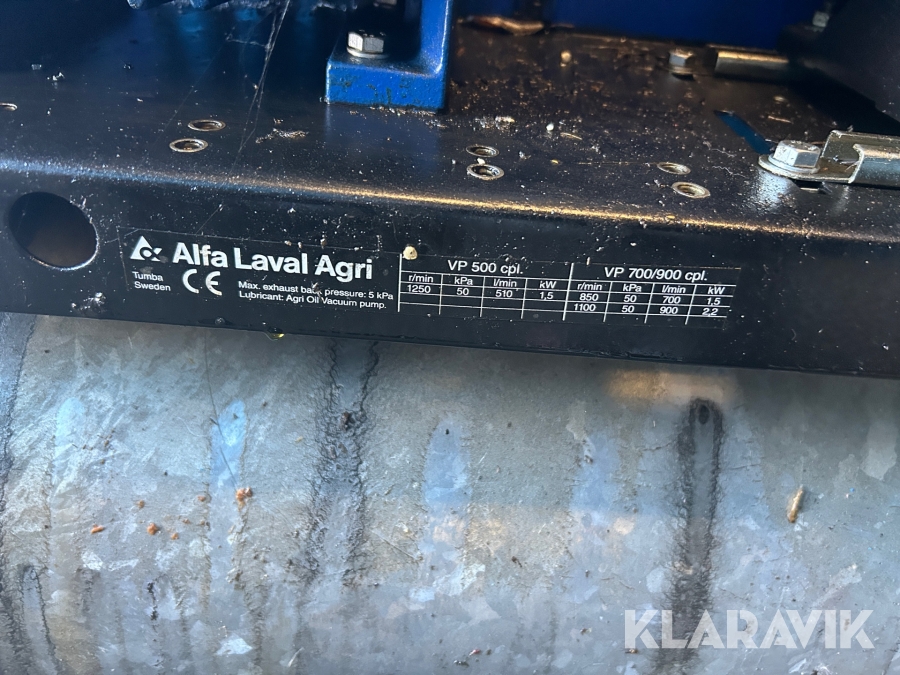 Alfa Laval Agri
Tumba
Sweden
CE
Max. exhaust back pressure: 5 kPa
Lubricant: Agri Oil Vacuum pump.
VP 500 cpl. VP 700/900 cpl.
r/min kPa l/min kW r/min kPa l/min kW
1250 50 510 1,5 850 50 700 1,5
1100 50 900 2,2
KLARAVIK